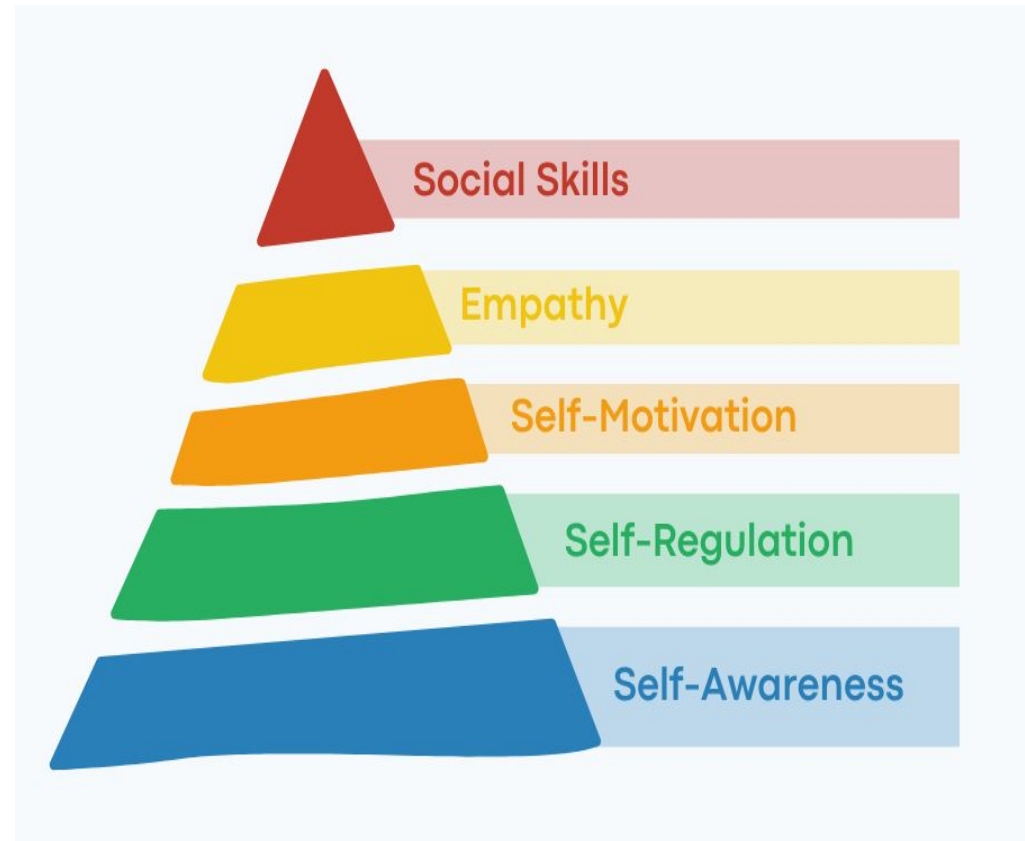 Social Skills
Empathy
Self-Motivation
Self-Regulation
Self-Awareness